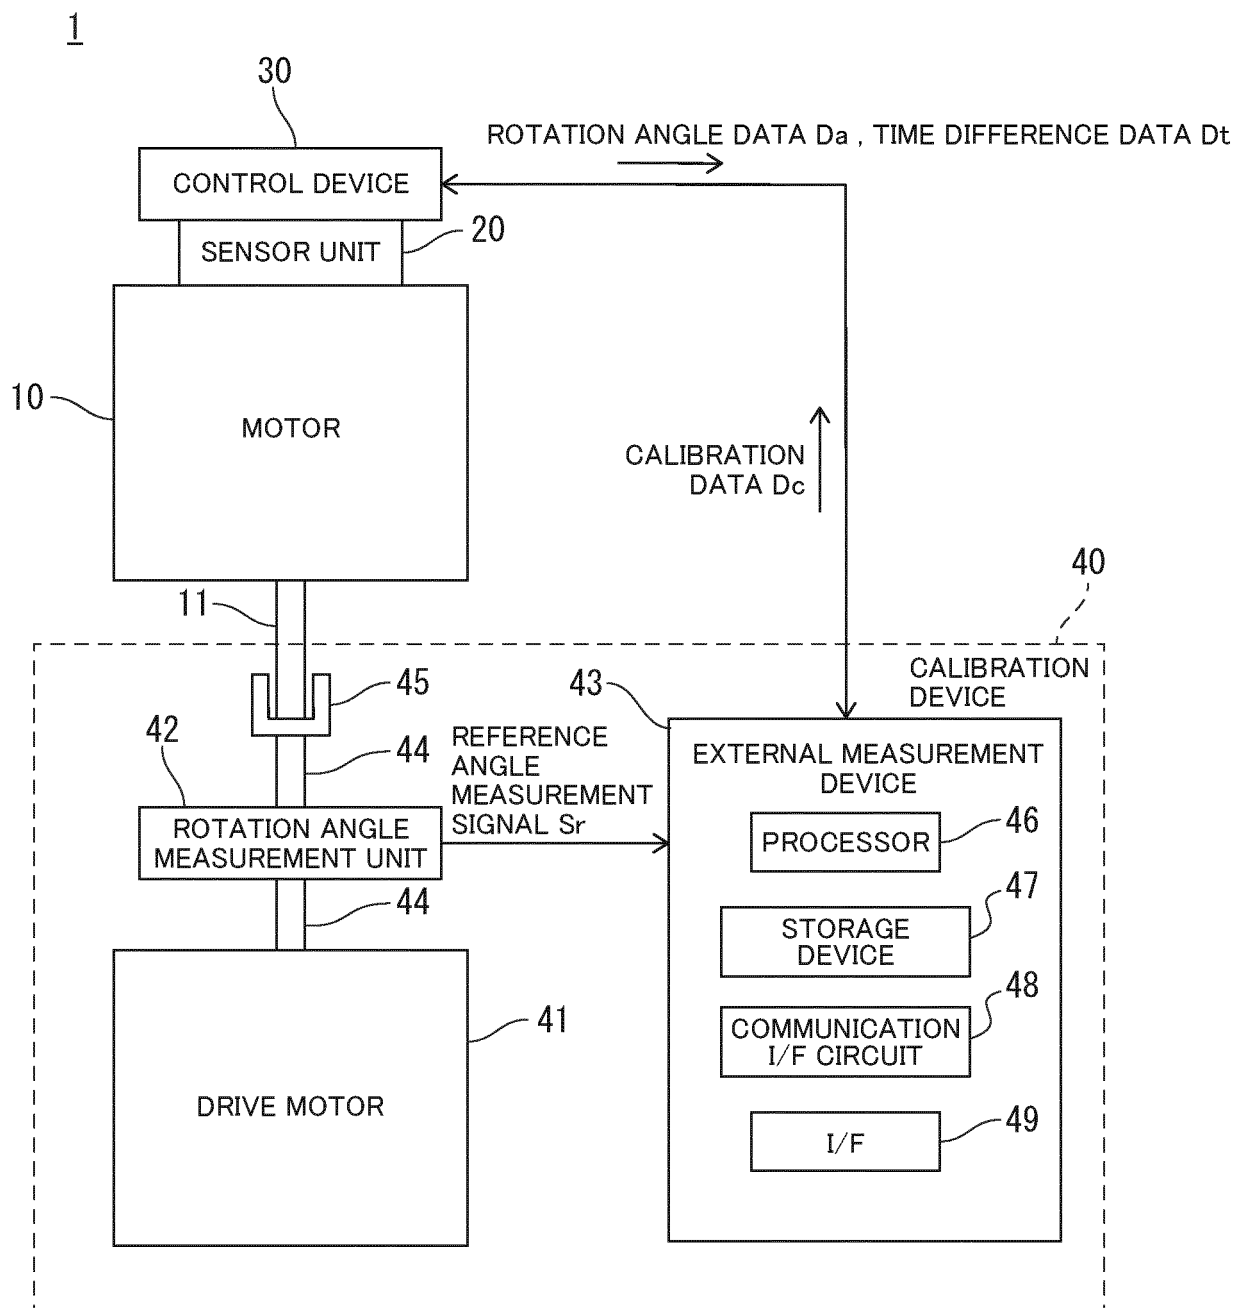 1
30
ROTATION ANGLE DATA Da , TIME DIFFERENCE DATA Dt
CONTROL DEVICE
20
SENSOR UNIT
10
MOTOR
CALIBRATION
DATA Dc
40
11
CALIBRATION
DEVICE
45
43
42
44
REFERENCE
ANGLE
MEASUREMENT
SIGNAL Sr
EXTERNAL MEASUREMENT
DEVICE
ROTATION ANGLE
MEASUREMENT UNIT
46
PROCESSOR
44
47
STORAGE
DEVICE
48
COMMUNICATION
I/F CIRCUIT
41
DRIVE MOTOR
49
I/F